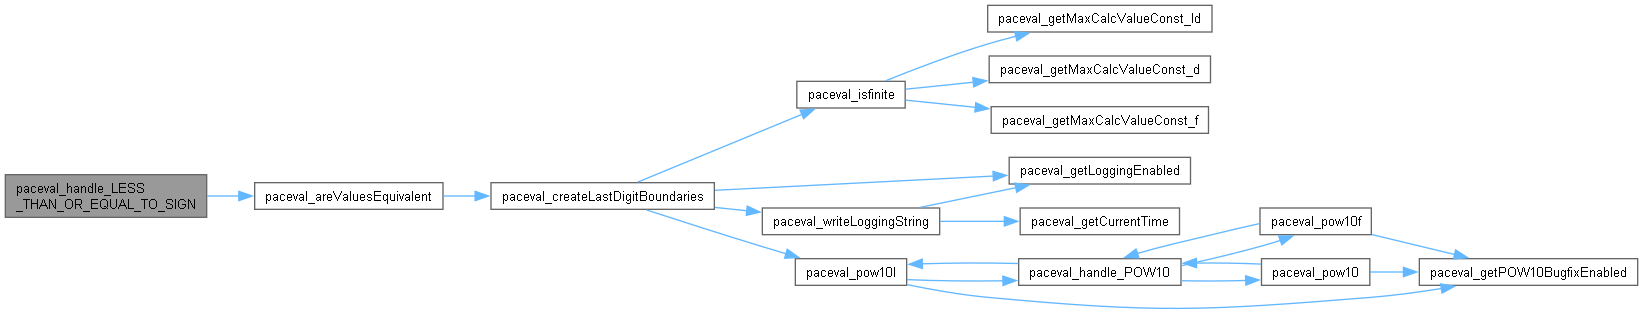 paceval_handle_LESS
_THAN_OR_EQUAL_TO_SIGN
paceval_areValuesEquivalent
paceval_createLastDigitBoundaries
paceval_isfinite
paceval_getMaxCalcValueConst_ld
paceval_getMaxCalcValueConst_d
paceval_getMaxCalcValueConst_f
paceval_getLoggingEnabled
paceval_writeLoggingString
paceval_getCurrentTime
paceval_pow10l
paceval_handle_POW10
paceval_pow10f
paceval_pow10
paceval_getPOW10BugfixEnabled